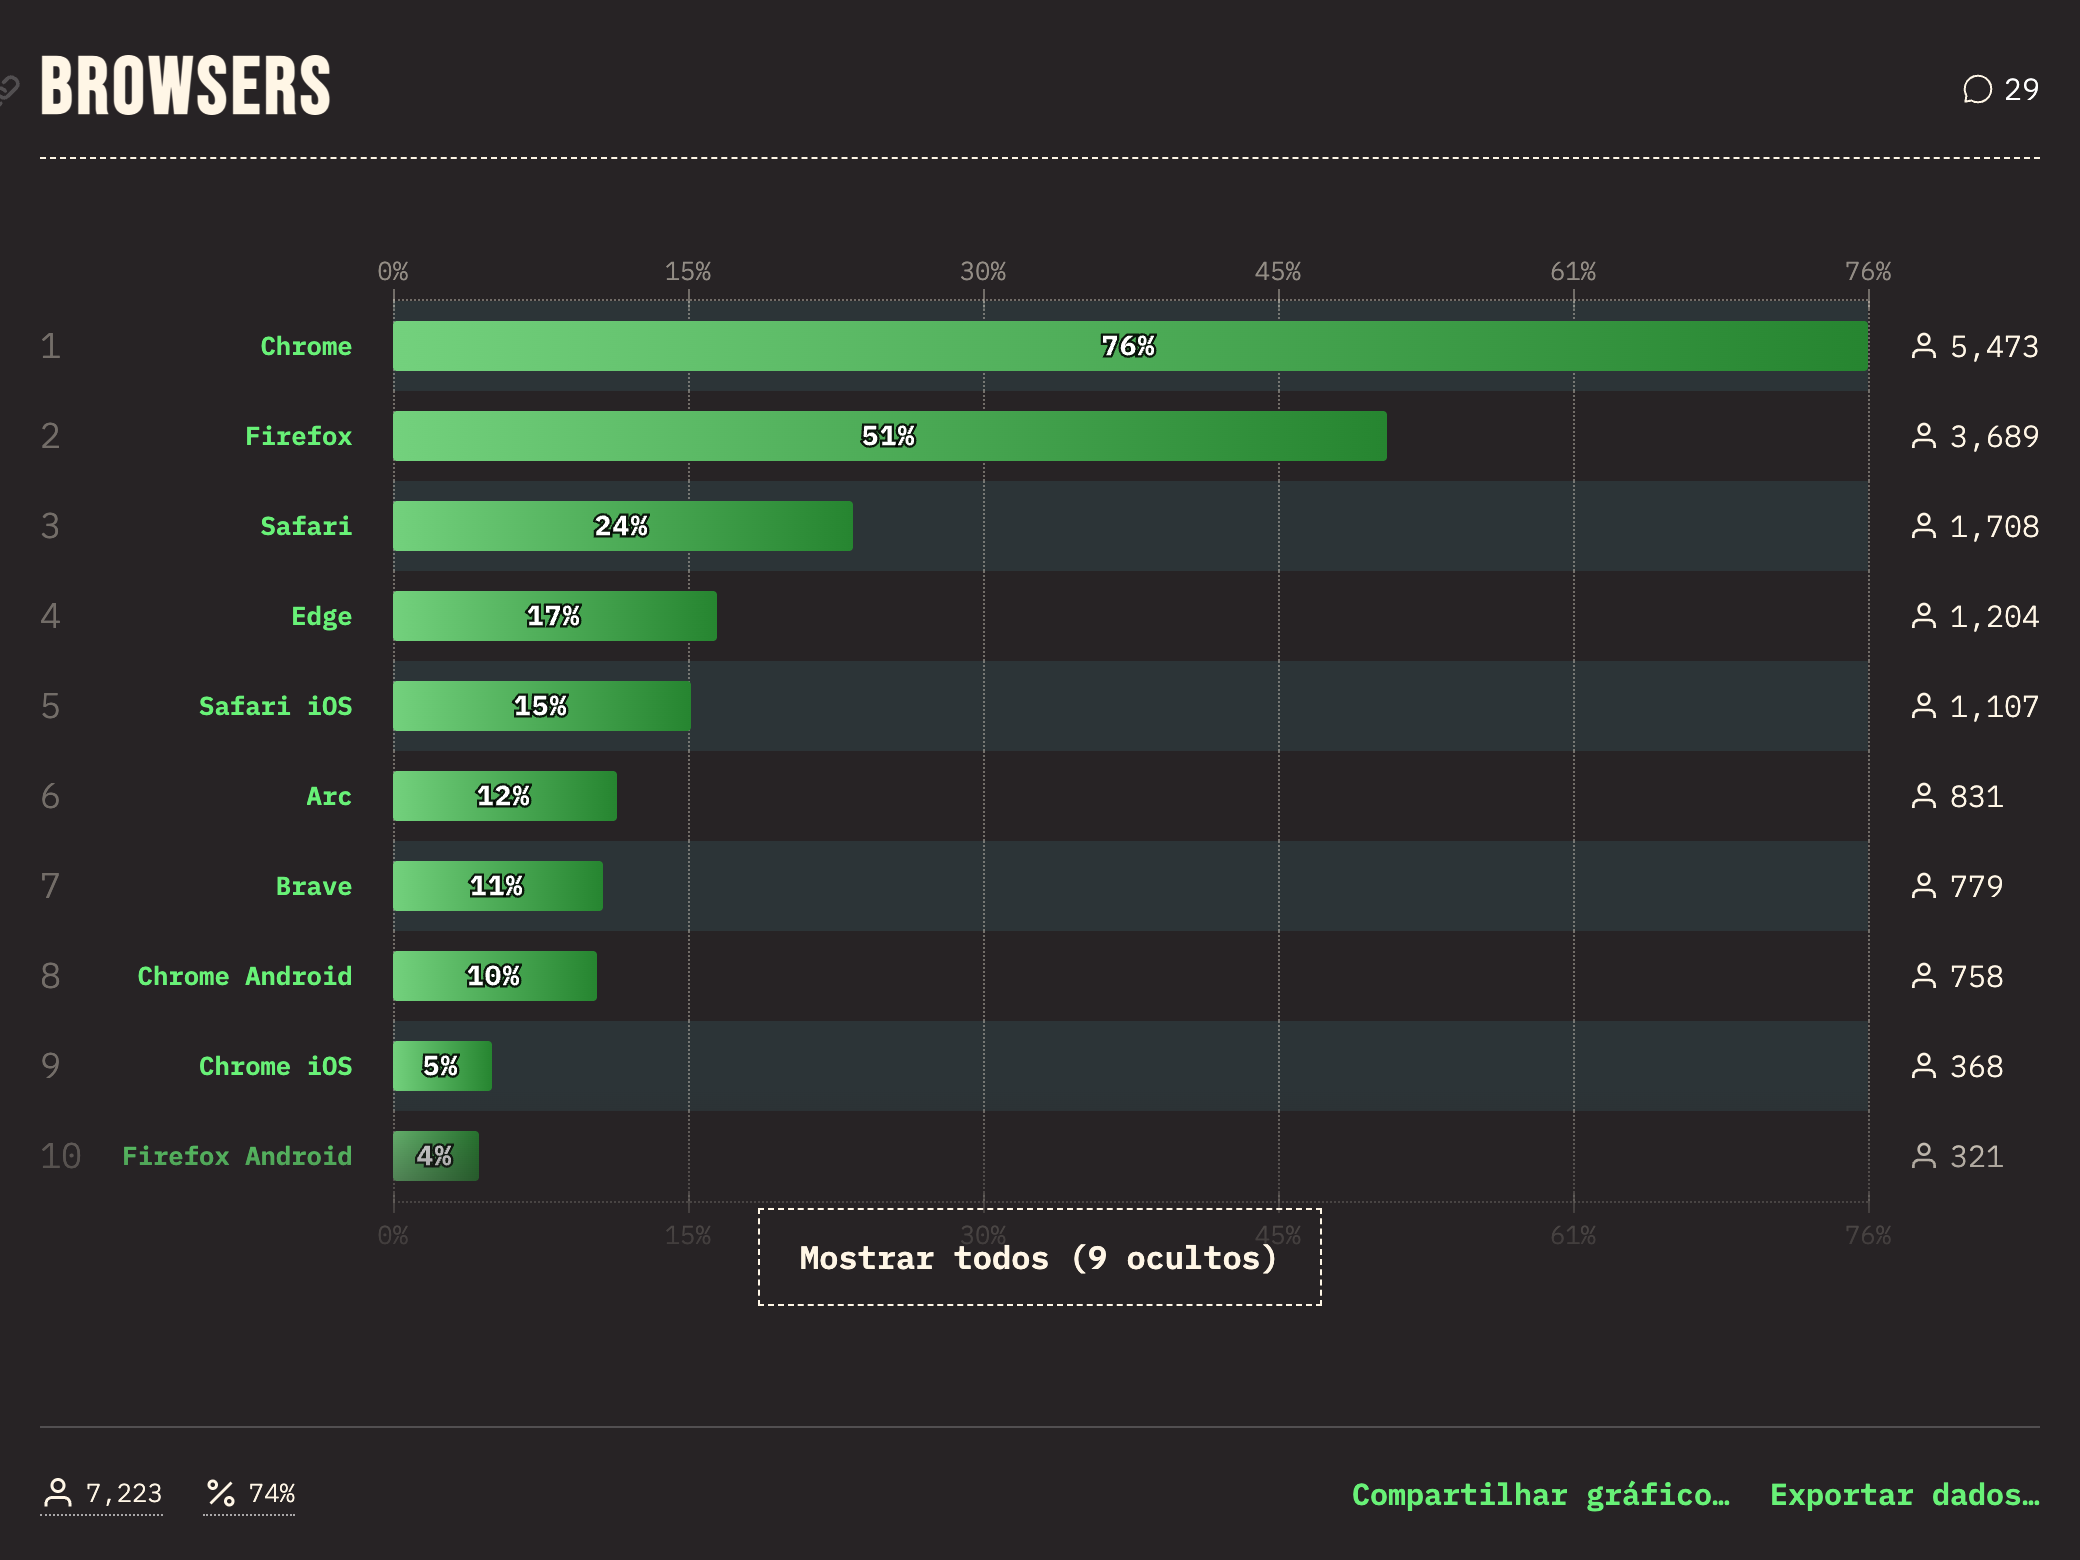 BROWSERS
29
0% 15% 30% 45% 61% 76%
1 Chrome 76% 5,473
2 Firefox 51% 3,689
3 Safari 24% 1,708
4 Edge 17% 1,204
5 Safari iOS 15% 1,107
6 Arc 12% 831
7 Brave 11% 779
8 Chrome Android 10% 758
9 Chrome iOS 5% 368
10 Firefox Android 4% 321
0% 15% 30% 45% 61% 76%
Mostrar todos (9 ocultos)
7,223 74% Compartilhar gráfico… Exportar dados…